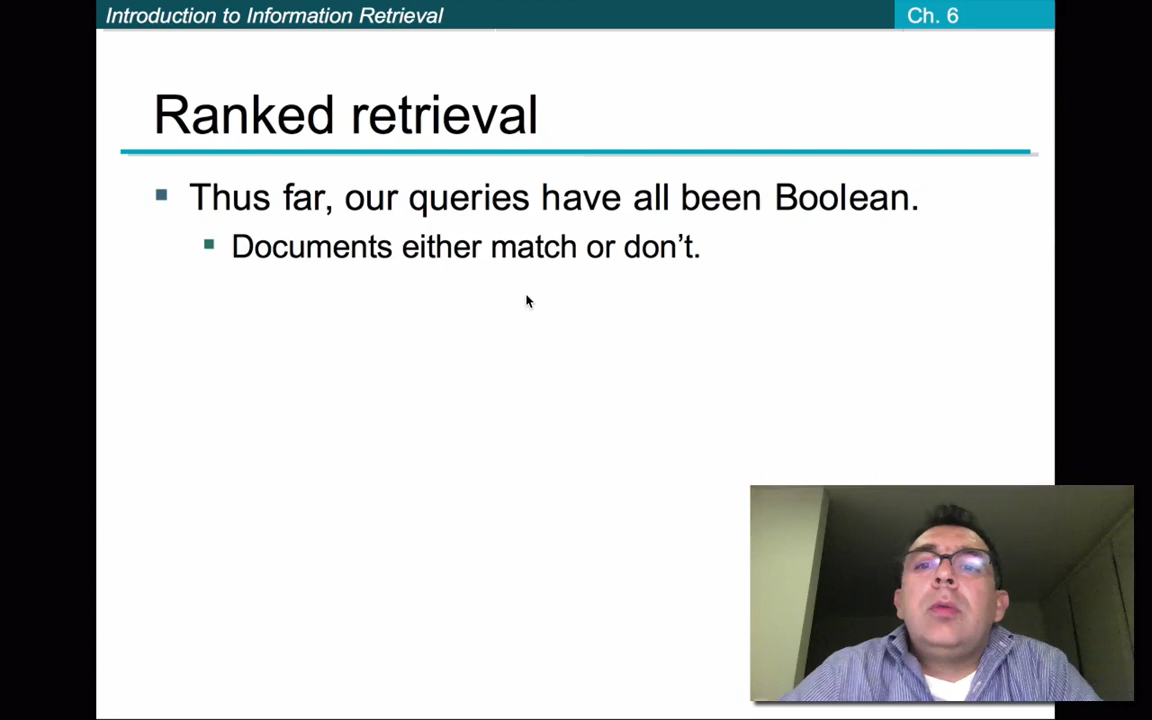 Introduction to Information Retrieval
Ch. 6
Ranked retrieval
Thus far, our queries have all been Boolean.
Documents either match or don’t.